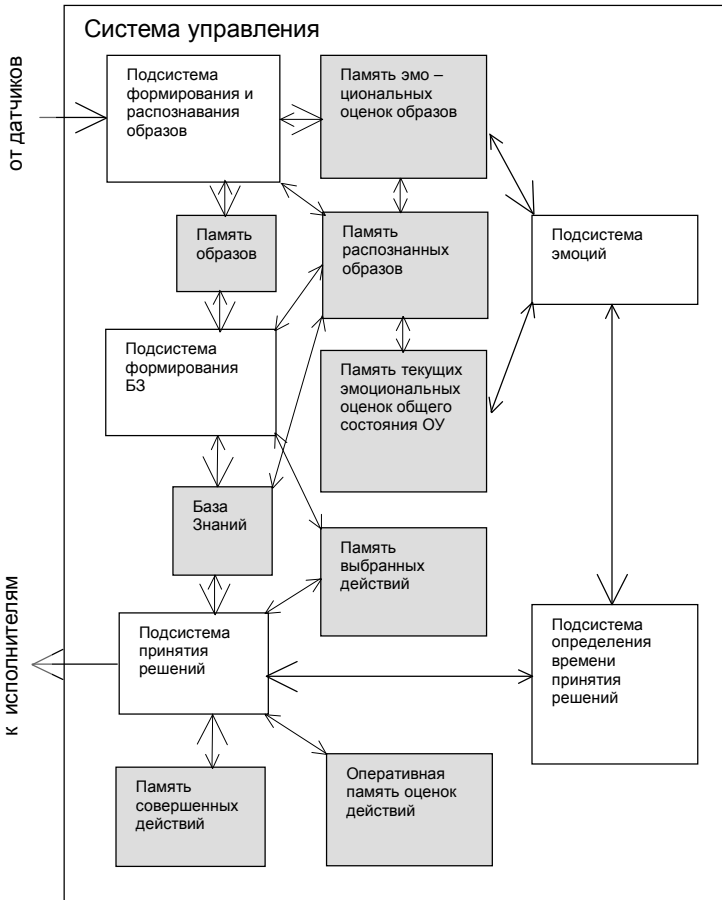 Система управления
от датчиков
Подсистема
формирования и
распознавания
образов
Память эмо –
циональных
оценок образов
Память
образов
Память
распознанных
образов
Подсистема
эмоций
Подсистема
формирования
БЗ
Память текущих
эмоциональных
оценок общего
состояния ОУ
База
Знаний
Память
выбранных
действий
к исполнителям
Подсистема
принятия
решений
Подсистема
определения
времени
принятия
решений
Память
совершенных
действий
Оперативная
память оценок
действий